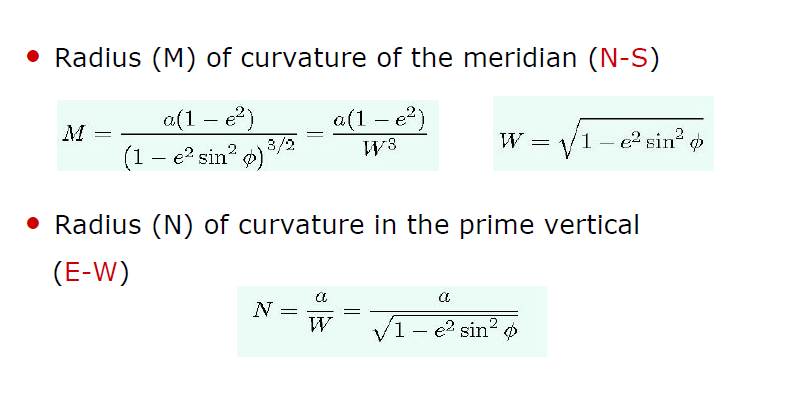 • Radius (M) of curvature of the meridian (N-S)
M = a(1 − e²) / (1 − e² sin² ϕ)^{3/2} = a(1 − e²) / W³
W = √(1 − e² sin² ϕ)
• Radius (N) of curvature in the prime vertical
(E-W)
N = a / W = a / √(1 − e² sin² ϕ)